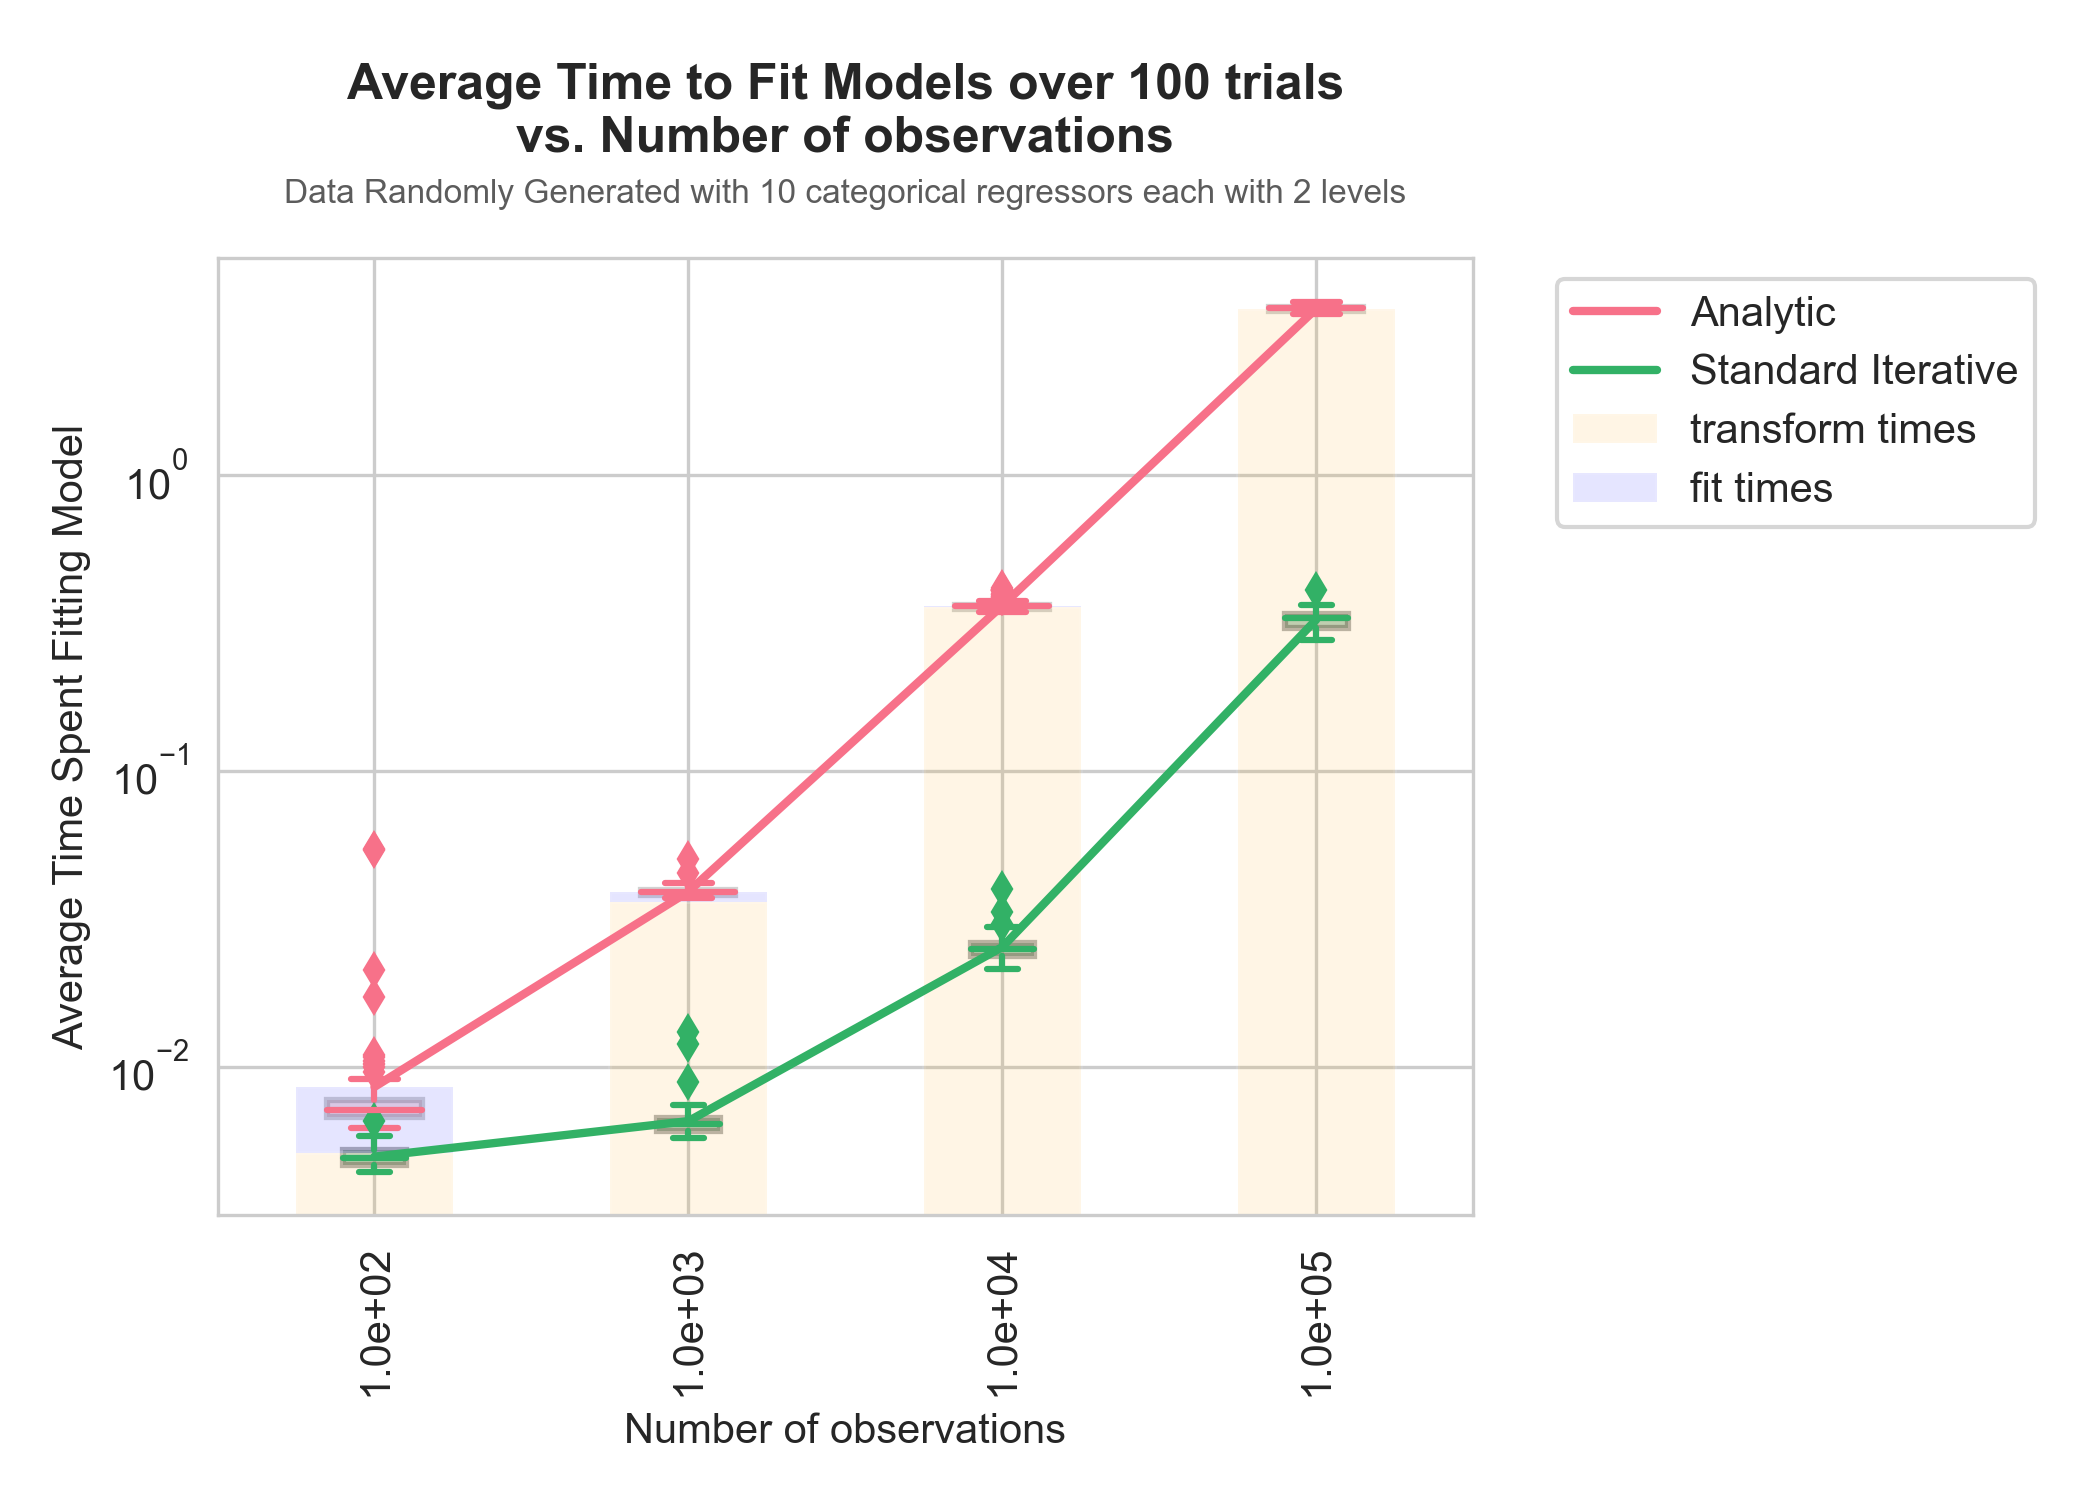 Average Time to Fit Models over 100 trials
vs. Number of observations
Data Randomly Generated with 10 categorical regressors each with 2 levels
Average Time Spent Fitting Model
10⁰
10⁻¹
10⁻²
1.0e+02
1.0e+03
1.0e+04
1.0e+05
Number of observations
Analytic
Standard Iterative
transform times
fit times